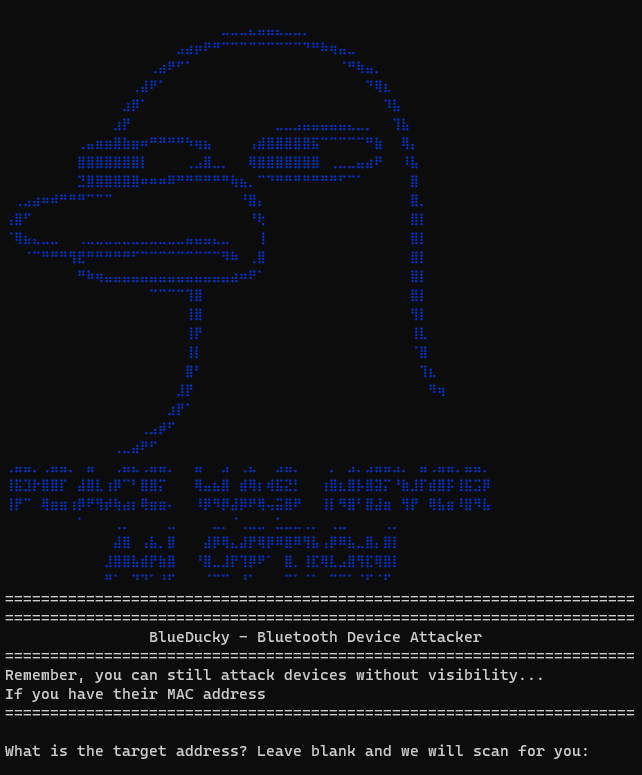 BlueDucky - Bluetooth Device Attacker
Remember, you can still attack devices without visibility...
If you have their MAC address
What is the target address? Leave blank and we will scan for you: